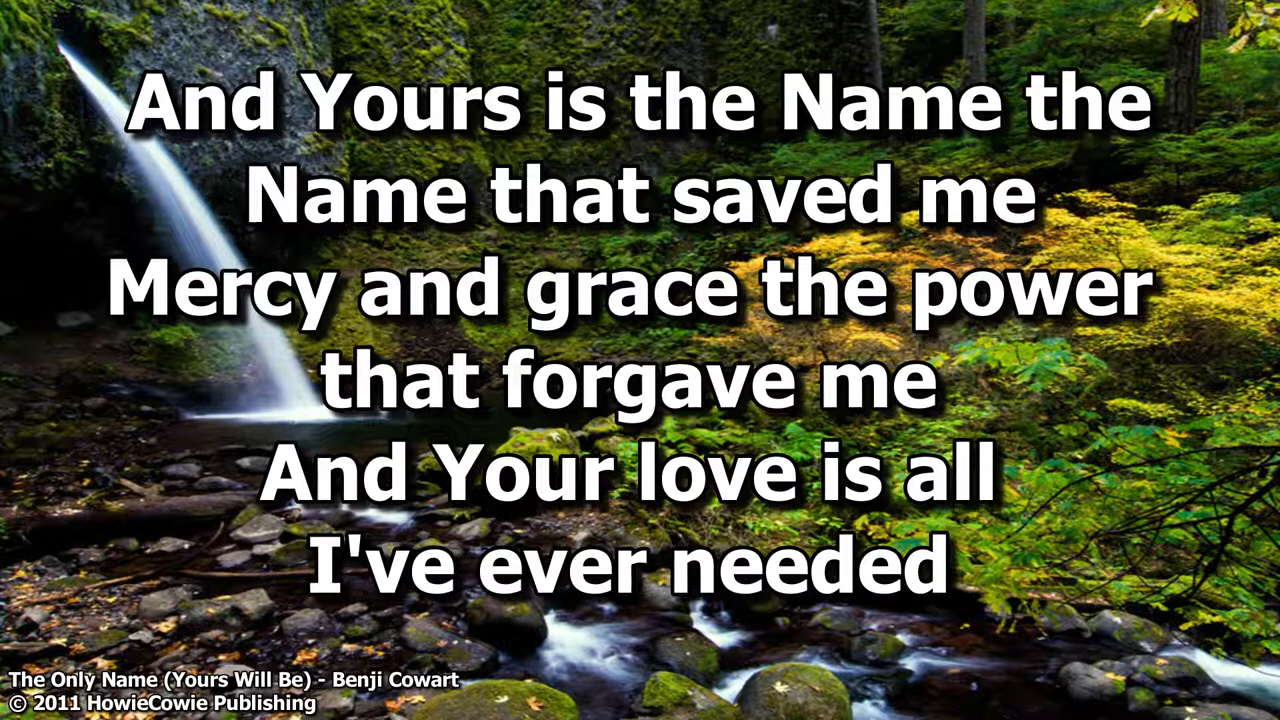 And Yours is the Name the
Name that saved me
Mercy and grace the power
that forgave me
And Your love is all
I've ever needed
The Only Name (Yours Will Be) - Benji Cowart
© 2011 HowieCowie Publishing